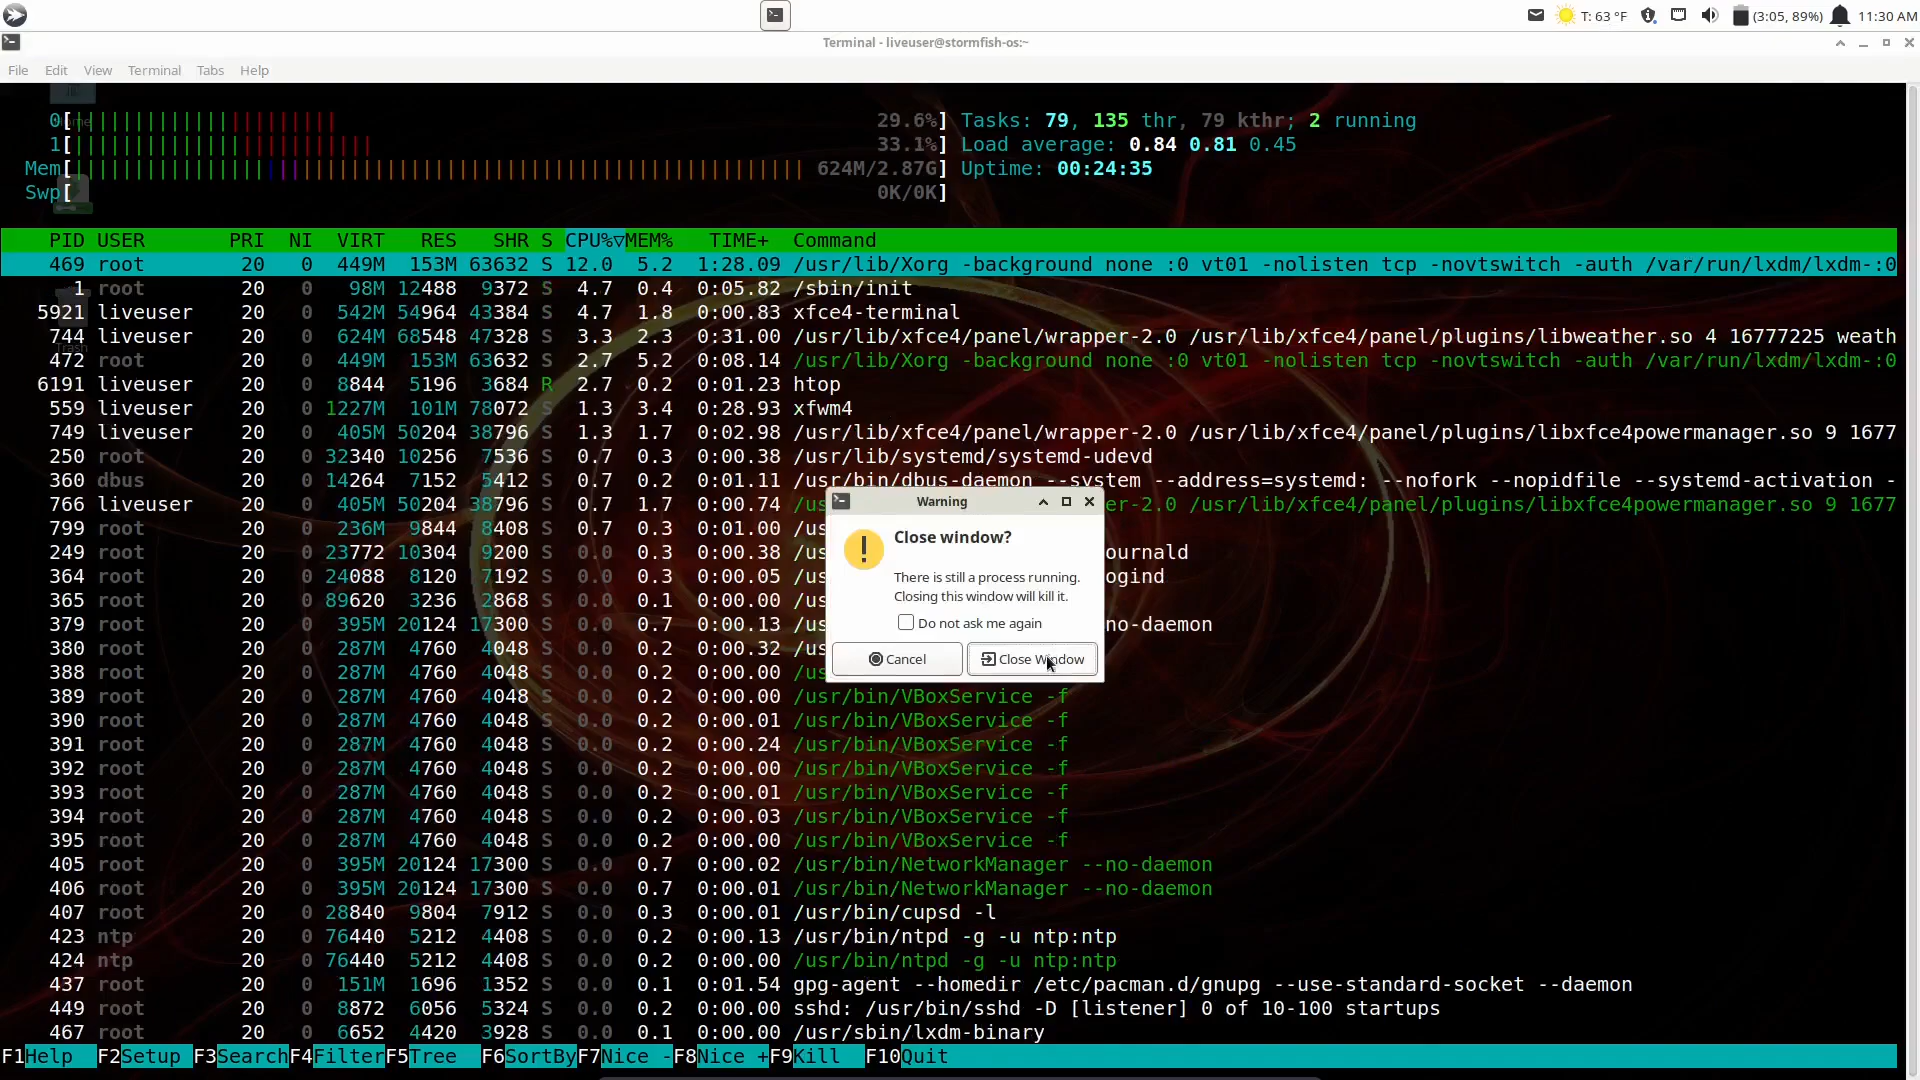 T: 63 °F (3:05, 89%) 11:30 AM
Terminal - liveuser@stormfish-os:~
File Edit View Terminal Tabs Help
0[||||||||||||||||||||||          29.6%] Tasks: 79, 135 thr, 79 kthr; 2 running
1[|||||||||||||||||||||||||          33.1%] Load average: 0.84 0.81 0.45
Mem[||||||||||||||||||||||||||||||||||||||||||||||||||||||||||||| 624M/2.87G] Uptime: 00:24:35
Swp[          0K/0K]
PID USER PRI NI VIRT RES SHR S CPU%▽MEM% TIME+ Command
469 root 20 0 449M 153M 63632 S 12.0 5.2 1:28.09 /usr/lib/Xorg -background none :0 vt01 -nolisten tcp -novtswitch -auth /var/run/lxdm/lxdm-:0
1 root 20 0 98M 12488 9372 S 4.7 0.4 0:05.82 /sbin/init
5921 liveuser 20 0 542M 54964 43384 S 4.7 1.8 0:00.83 xfce4-terminal
744 liveuser 20 0 624M 68548 47328 S 3.3 2.3 0:31.00 /usr/lib/xfce4/panel/wrapper-2.0 /usr/lib/xfce4/panel/plugins/libweather.so 4 16777225 weath
472 root 20 0 449M 153M 63632 S 2.7 5.2 0:08.14 /usr/lib/Xorg -background none :0 vt01 -nolisten tcp -novtswitch -auth /var/run/lxdm/lxdm-:0
6191 liveuser 20 0 8844 5196 3684 R 2.7 0.2 0:01.23 htop
559 liveuser 20 0 1227M 101M 78072 S 1.3 3.4 0:28.93 xfwm4
749 liveuser 20 0 405M 50204 38796 S 1.3 1.7 0:02.98 /usr/lib/xfce4/panel/wrapper-2.0 /usr/lib/xfce4/panel/plugins/libxfce4powermanager.so 9 1677
250 root 20 0 32340 10256 7536 S 0.7 0.3 0:00.38 /usr/lib/systemd/systemd-udevd
360 dbus 20 0 14264 7152 5412 S 0.7 0.2 0:01.11 /usr/bin/dbus-daemon --system --address=systemd: --nofork --nopidfile --systemd-activation -
766 liveuser 20 0 405M 50204 38796 S 0.7 1.7 0:00.74 /us er-2.0 /usr/lib/xfce4/panel/plugins/libxfce4powermanager.so 9 1677
799 root 20 0 236M 9844 8408 S 0.7 0.3 0:01.00 /us
249 root 20 0 23772 10304 9200 S 0.0 0.3 0:00.38 /us ournald
364 root 20 0 24088 8120 7192 S 0.0 0.3 0:00.05 /us ogind
365 root 20 0 89620 3236 2868 S 0.0 0.1 0:00.00 /us
379 root 20 0 395M 20124 17300 S 0.0 0.7 0:00.13 /us no-daemon
380 root 20 0 287M 4760 4048 S 0.0 0.2 0:00.32 /us
388 root 20 0 287M 4760 4048 S 0.0 0.2 0:00.00 /us
389 root 20 0 287M 4760 4048 S 0.0 0.2 0:00.00 /usr/bin/VBoxService -f
390 root 20 0 287M 4760 4048 S 0.0 0.2 0:00.01 /usr/bin/VBoxService -f
391 root 20 0 287M 4760 4048 S 0.0 0.2 0:00.24 /usr/bin/VBoxService -f
392 root 20 0 287M 4760 4048 S 0.0 0.2 0:00.00 /usr/bin/VBoxService -f
393 root 20 0 287M 4760 4048 S 0.0 0.2 0:00.01 /usr/bin/VBoxService -f
394 root 20 0 287M 4760 4048 S 0.0 0.2 0:00.03 /usr/bin/VBoxService -f
395 root 20 0 287M 4760 4048 S 0.0 0.2 0:00.00 /usr/bin/VBoxService -f
405 root 20 0 395M 20124 17300 S 0.0 0.7 0:00.02 /usr/bin/NetworkManager --no-daemon
406 root 20 0 395M 20124 17300 S 0.0 0.7 0:00.01 /usr/bin/NetworkManager --no-daemon
407 root 20 0 28840 9804 7912 S 0.0 0.3 0:00.01 /usr/bin/cupsd -l
423 ntp 20 0 76440 5212 4408 S 0.0 0.2 0:00.13 /usr/bin/ntpd -g -u ntp:ntp
424 ntp 20 0 76440 5212 4408 S 0.0 0.2 0:00.00 /usr/bin/ntpd -g -u ntp:ntp
437 root 20 0 151M 1696 1352 S 0.0 0.1 0:01.54 gpg-agent --homedir /etc/pacman.d/gnupg --use-standard-socket --daemon
449 root 20 0 8872 6056 5324 S 0.0 0.2 0:00.00 sshd: /usr/bin/sshd -D [listener] 0 of 10-100 startups
467 root 20 0 6652 4420 3928 S 0.0 0.1 0:00.00 /usr/sbin/lxdm-binary
F1Help F2Setup F3SearchF4FilterF5Tree F6SortByF7Nice -F8Nice +F9Kill F10Quit
Warning
Close window?
There is still a process running.
Closing this window will kill it.
Do not ask me again
Cancel Close Window
Trash